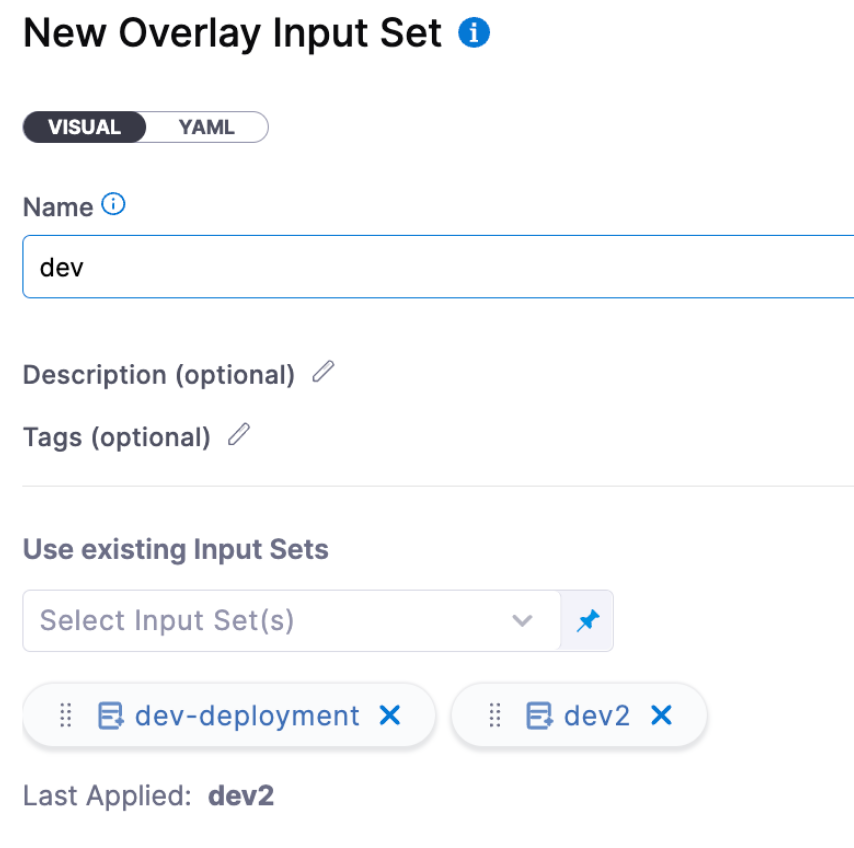 New Overlay Input Set
VISUAL YAML
Name
dev
Description (optional)
Tags (optional)
Use existing Input Sets
Select Input Set(s)
dev-deployment dev2
Last Applied: dev2